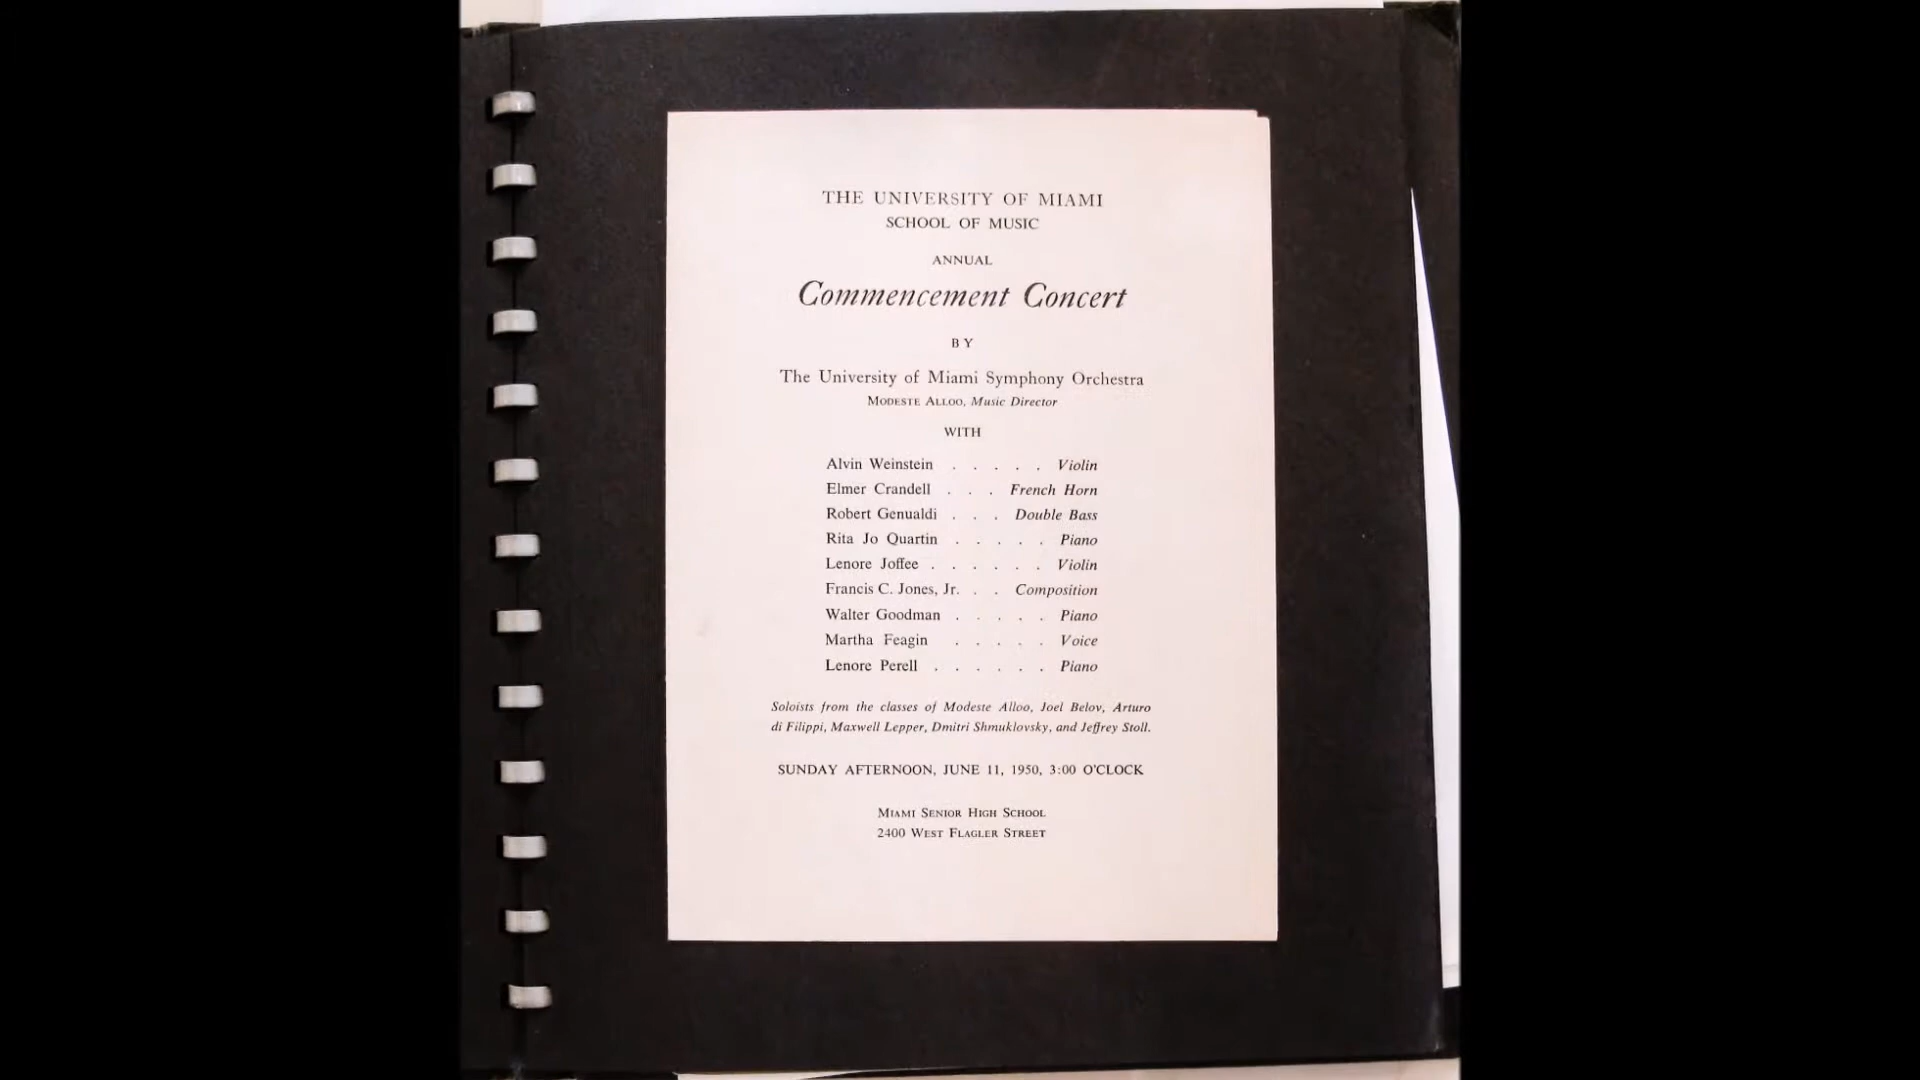 THE UNIVERSITY OF MIAMI
SCHOOL OF MUSIC
ANNUAL
Commencement Concert
BY
The University of Miami Symphony Orchestra
MODESTE ALLOO, Music Director
WITH
Alvin Weinstein . . . . . Violin
Elmer Crandell . . . French Horn
Robert Genualdi . . . Double Bass
Rita Jo Quartin . . . . . Piano
Lenore Joffee . . . . . . Violin
Francis C. Jones, Jr. . . Composition
Walter Goodman . . . . . Piano
Martha Feagin . . . . . Voice
Lenore Perell . . . . . . Piano
Soloists from the classes of Modeste Alloo, Joel Belov, Arturo
di Filippi, Maxwell Lepper, Dmitri Shmuklovsky, and Jeffrey Stoll.
SUNDAY AFTERNOON, JUNE 11, 1950, 3:00 O'CLOCK
MIAMI SENIOR HIGH SCHOOL
2400 WEST FLAGLER STREET